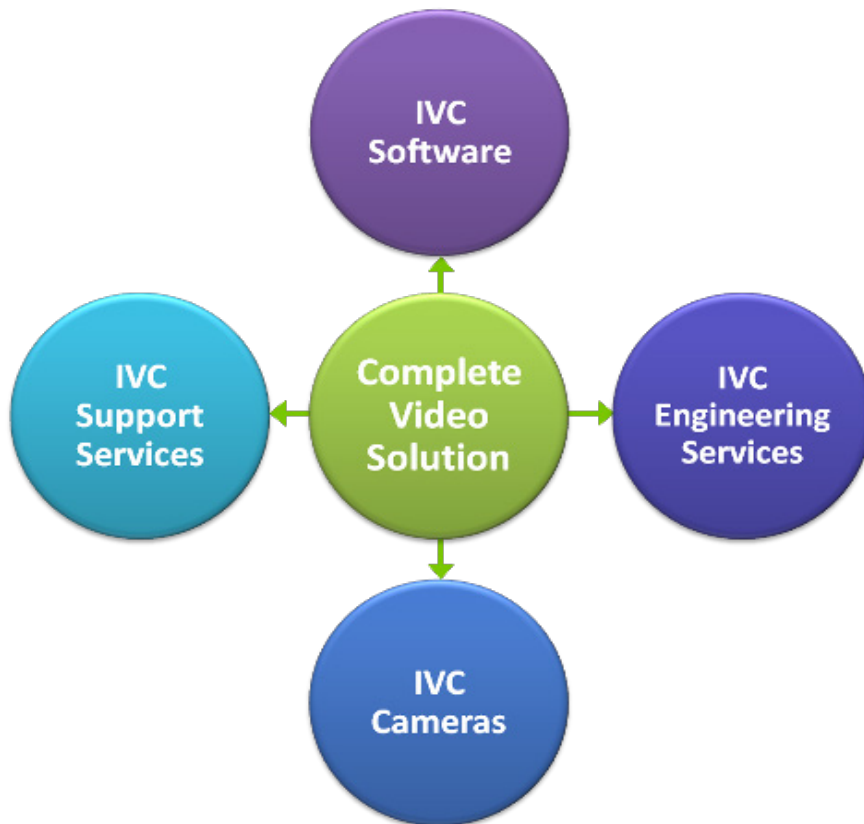 IVC
Software
IVC
Support
Services
Complete
Video
Solution
IVC
Engineering
Services
IVC
Cameras